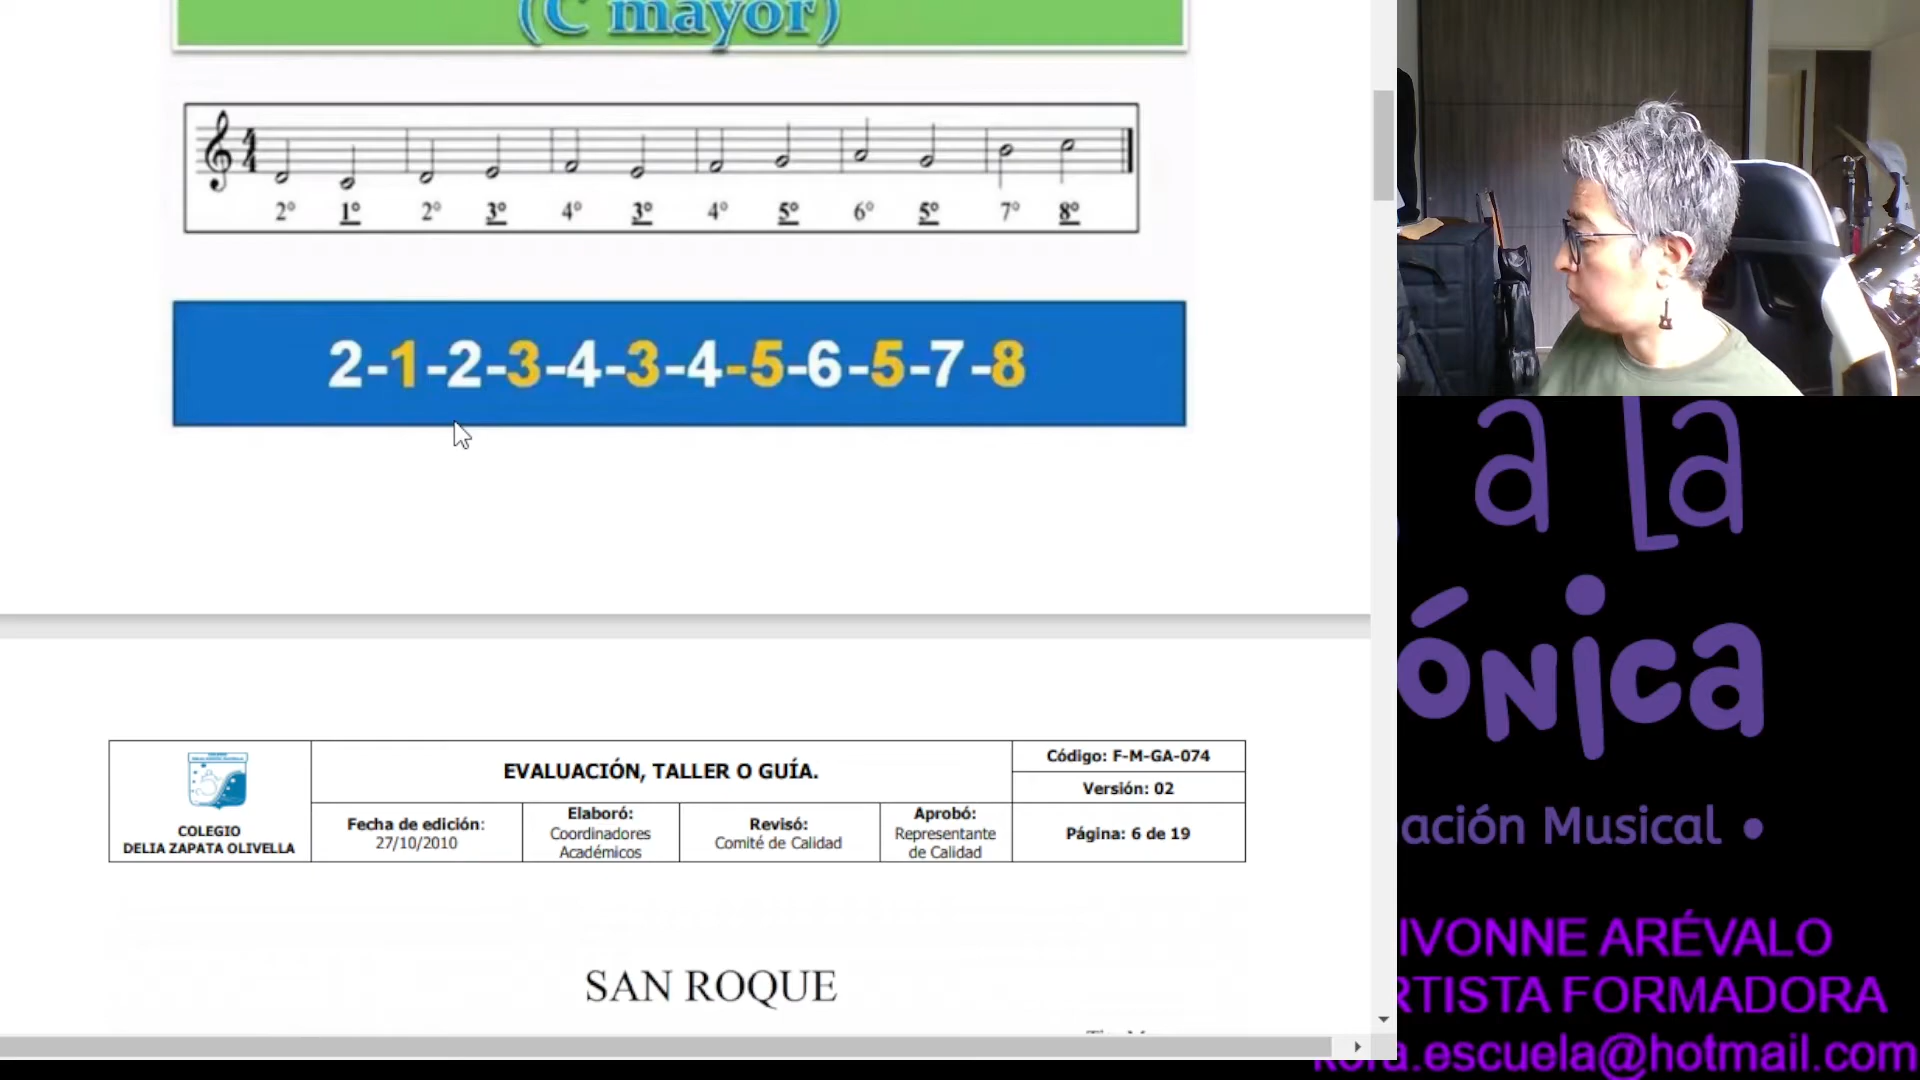 (C mayor)
4
4
2° 1° 2° 3° 4° 3° 4° 5° 6° 5° 7° 8°
2-1-2-3-4-3-4-5-6-5-7-8
COLEGIO
DELIA ZAPATA OLIVELLA
EVALUACIÓN, TALLER O GUÍA.
Fecha de edición:
27/10/2010
Elaboró:
Coordinadores
Académicos
Revisó:
Comité de Calidad
Aprobó:
Representante
de Calidad
Código: F-M-GA-074
Versión: 02
Página: 6 de 19
SAN ROQUE
a La
ónica
ación Musical •
IVONNE ARÉVALO
RTISTA FORMADORA
kora.escuela@hotmail.com